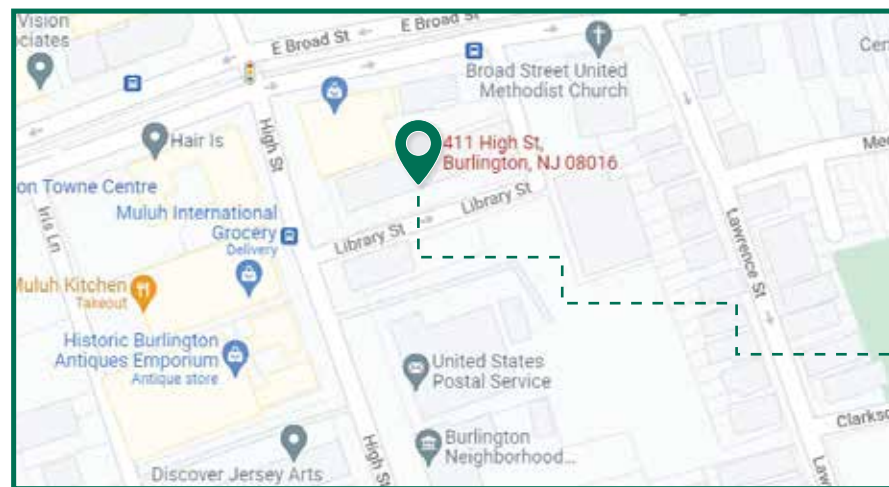 Vision
ciates
E Broad St
E Broad St
Broad Street United
Methodist Church
Cen
Hair Is
High St
411 High St,
Burlington, NJ 08016
Med
on Towne Centre
Iris Ln
Muluh International
Grocery
Delivery
Library St
Library St
Lawrence St
Muluh Kitchen
Takeout
Historic Burlington
Antiques Emporium
Antique store
United States
Postal Service
High St
Burlington
Neighborhood...
Discover Jersey Arts
Clarkso
Law